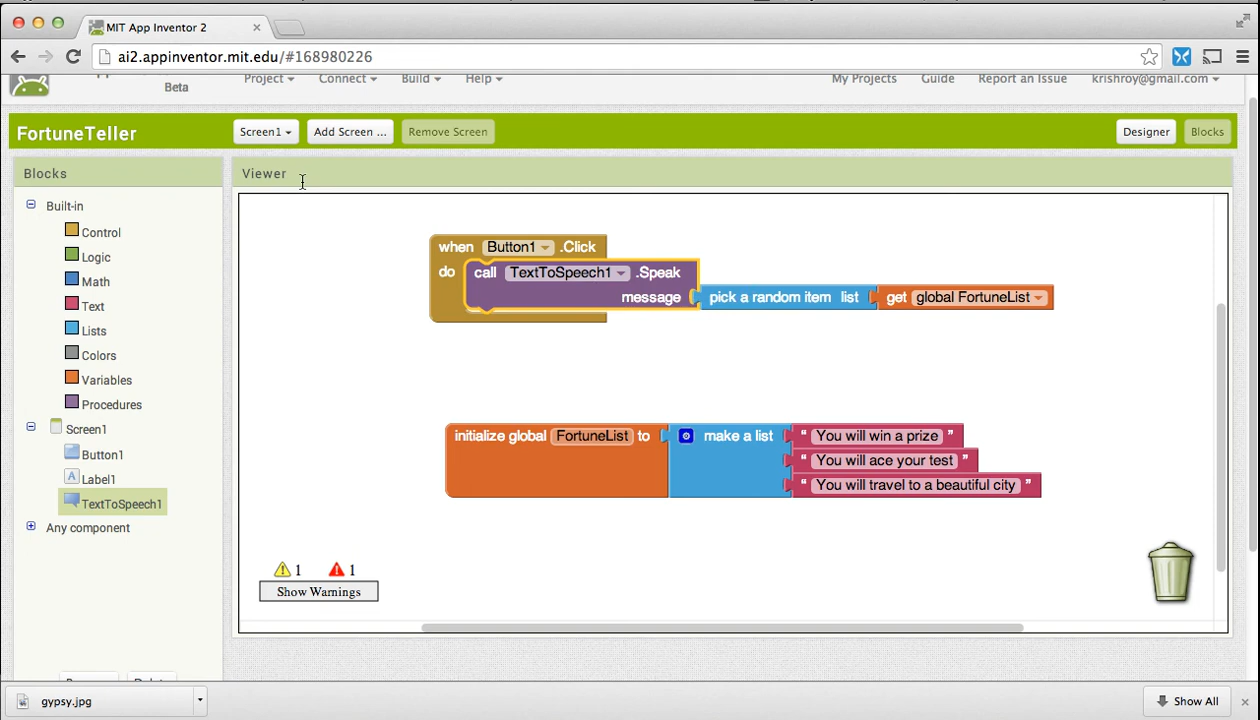 MIT App Inventor 2
ai2.appinventor.mit.edu/#168980226
Beta
Project Connect Build Help My Projects Guide Report an Issue krishroy@gmail.com
FortuneTeller Screen1 Add Screen ... Remove Screen Designer Blocks
Blocks
Viewer
Built-in
Control
Logic
Math
Text
Lists
Colors
Variables
Procedures
Screen1
Button1
Label1
TextToSpeech1
Any component
when Button1 .Click
do call TextToSpeech1 .Speak
message pick a random item list get global FortuneList
initialize global FortuneList to make a list “ You will win a prize ”
“ You will ace your test ”
“ You will travel to a beautiful city ”
1 1
Show Warnings
gypsy.jpg
Show All